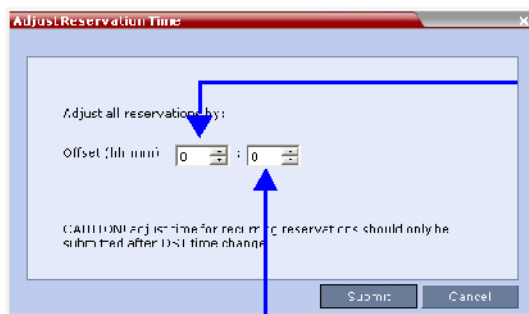 Adjust Reservation Time
Adjust all reservations by:
Offset (hh:mm) 0 : 0
CAUTION! adjust time for recurring reservations should only be
submitted after DST time change
Submit Cancel